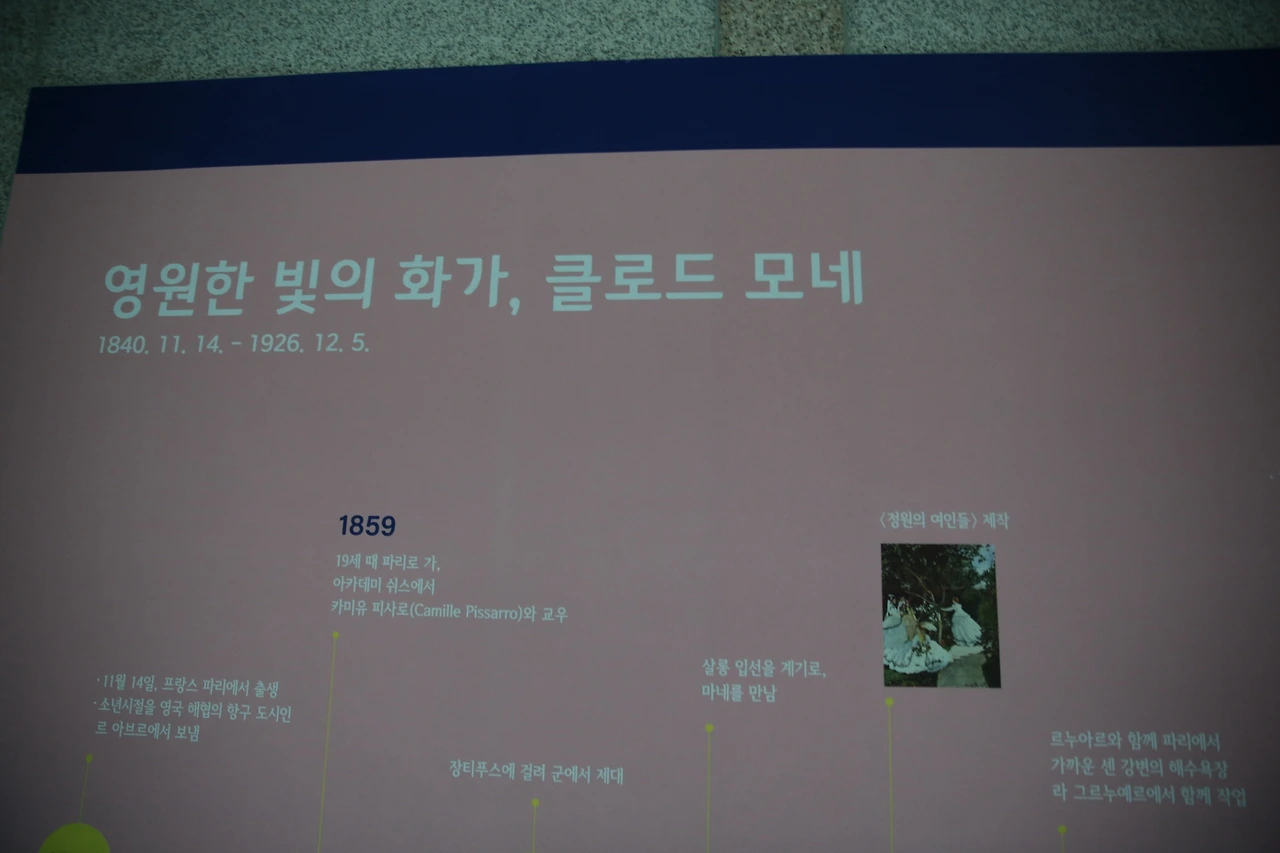 영원한 빛의 화가, 클로드 모네
1840. 11. 14. - 1926. 12. 5.
1859
19세 때 파리로 가,
아카데미 쉬스에서
카미유 피사로(Camille Pissarro)와 교우
·11월 14일, 프랑스 파리에서 출생
·소년시절을 영국 해협의 항구 도시인
르 아브르에서 보냄
장티푸스에 걸려 군에서 제대
살롱 입선을 계기로,
마네를 만남
〈정원의 여인들〉 제작
르누아르와 함께 파리에서
가까운 센 강변의 해수욕장
라 그르누예르에서 함께 작업